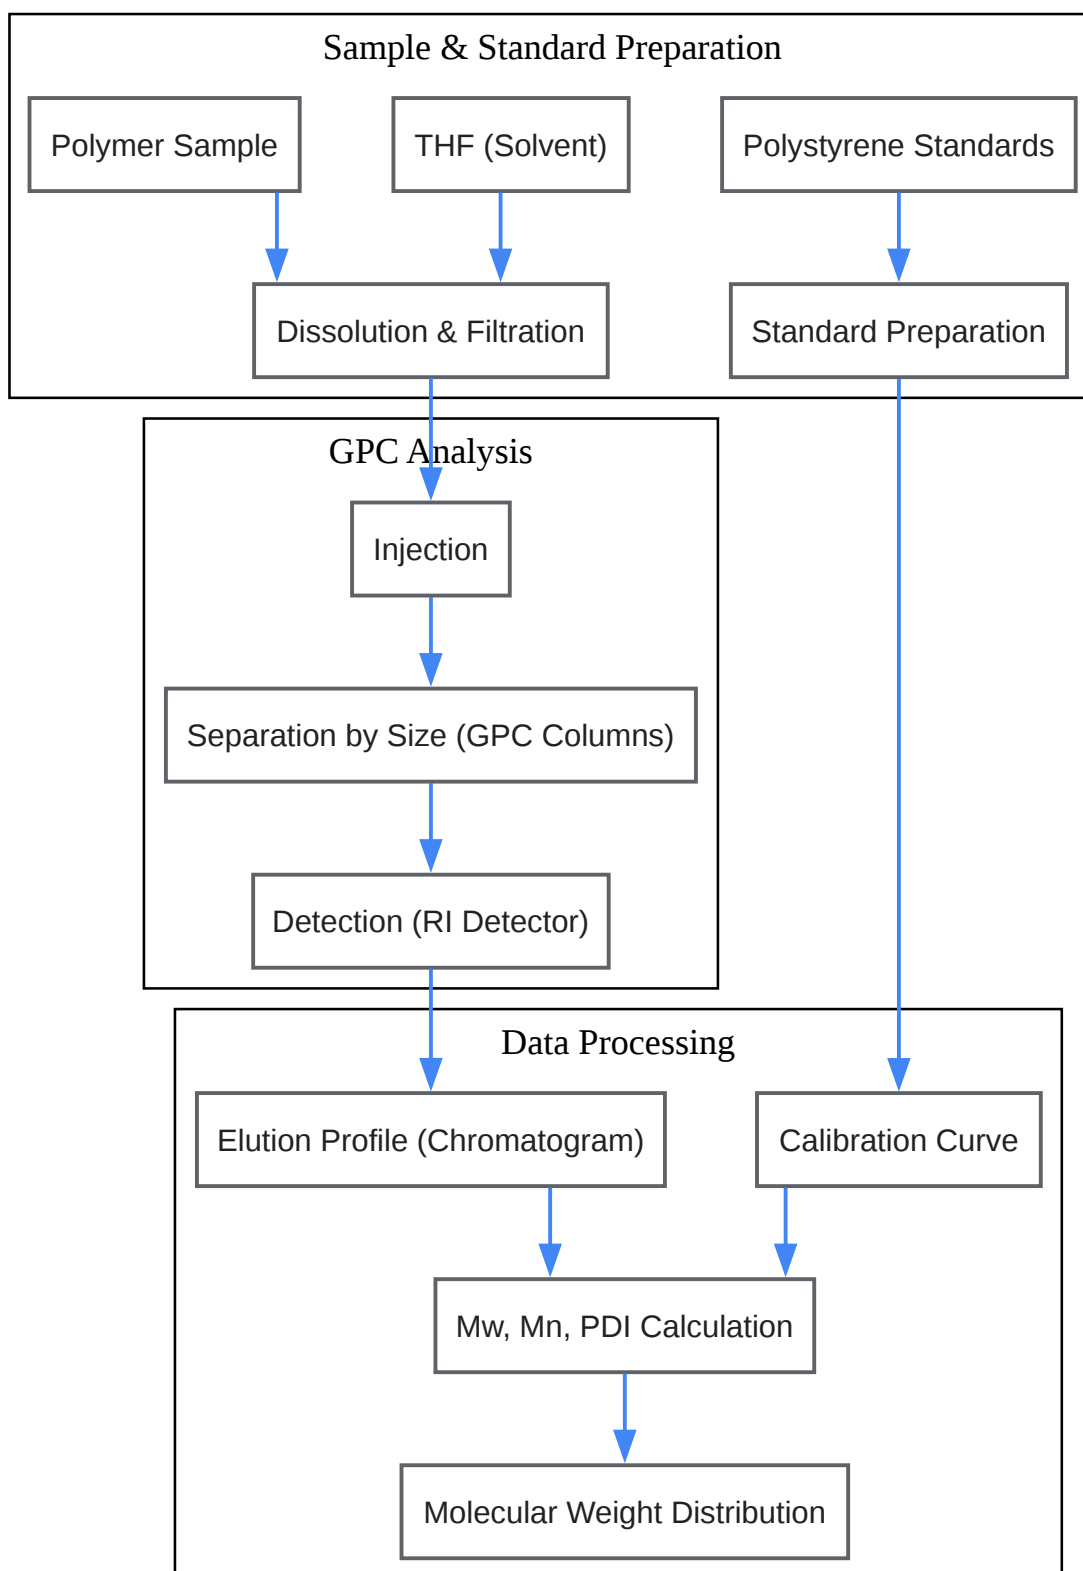 Sample & Standard Preparation
Polymer Sample
THF (Solvent)
Polystyrene Standards
Dissolution & Filtration
Standard Preparation
GPC Analysis
Injection
Separation by Size (GPC Columns)
Detection (RI Detector)
Data Processing
Elution Profile (Chromatogram)
Calibration Curve
Mw, Mn, PDI Calculation
Molecular Weight Distribution